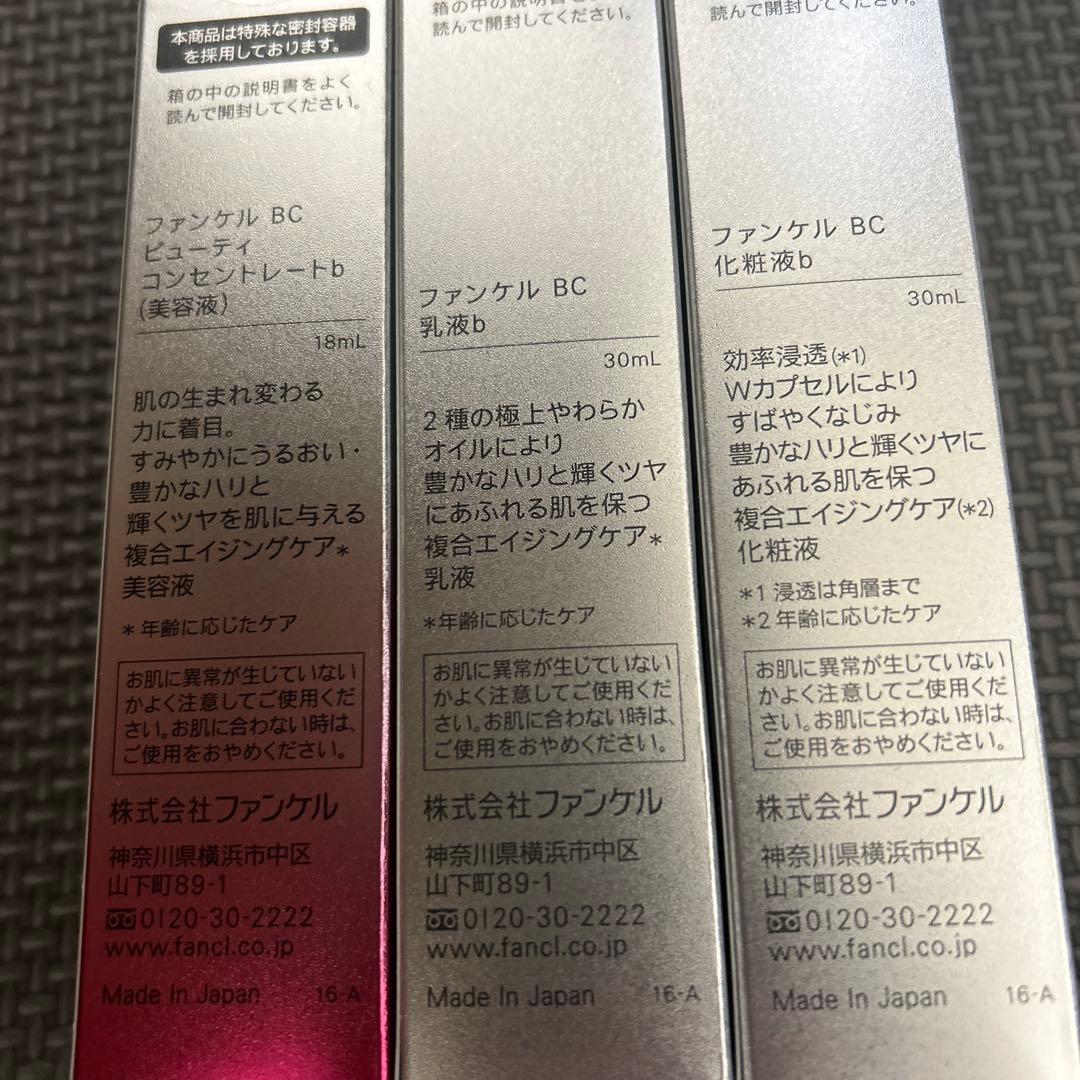 本商品は特殊な密封容器
を採用しております。
箱の中の説明書をよく
読んで開封してください。
ファンケル BC
ビューティ
コンセントレートb
(美容液)
18mL
肌の生まれ変わる
力に着目。
すみやかにうるおい・
豊かなハリと
輝くツヤを肌に与える
複合エイジングケア*
美容液
*年齢に応じたケア
お肌に異常が生じていない
かよく注意してご使用くだ
さい。お肌に合わない時は、
ご使用をおやめください。
株式会社ファンケル
神奈川県横浜市中区
山下町89-1
0120-30-2222
www.fancl.co.jp
Made In Japan 16-A
箱の中の説明書
読んで開封してください。
ファンケル BC
乳液b
30mL
2種の極上やわらか
オイルにより
豊かなハリと輝くツヤ
にあふれる肌を保つ
複合エイジングケア*
乳液
*年齢に応じたケア
お肌に異常が生じていない
かよく注意してご使用くだ
さい。お肌に合わない時は、
ご使用をおやめください。
株式会社ファンケル
神奈川県横浜市中区
山下町89-1
0120-30-2222
www.fancl.co.jp
Made In Japan 16-A
読んで開封してください。
ファンケル BC
化粧液b
30mL
効率浸透(*1)
Wカプセルにより
すばやくなじみ
豊かなハリと輝くツヤに
あふれる肌を保つ
複合エイジングケア(*2)
化粧液
*1 浸透は角層まで
*2 年齢に応じたケア
お肌に異常が生じていない
かよく注意してご使用くだ
さい。お肌に合わない時は、
ご使用をおやめください。
株式会社ファンケル
神奈川県横浜市中区
山下町89-1
0120-30-2222
www.fancl.co.jp
Made In Japan 16-A